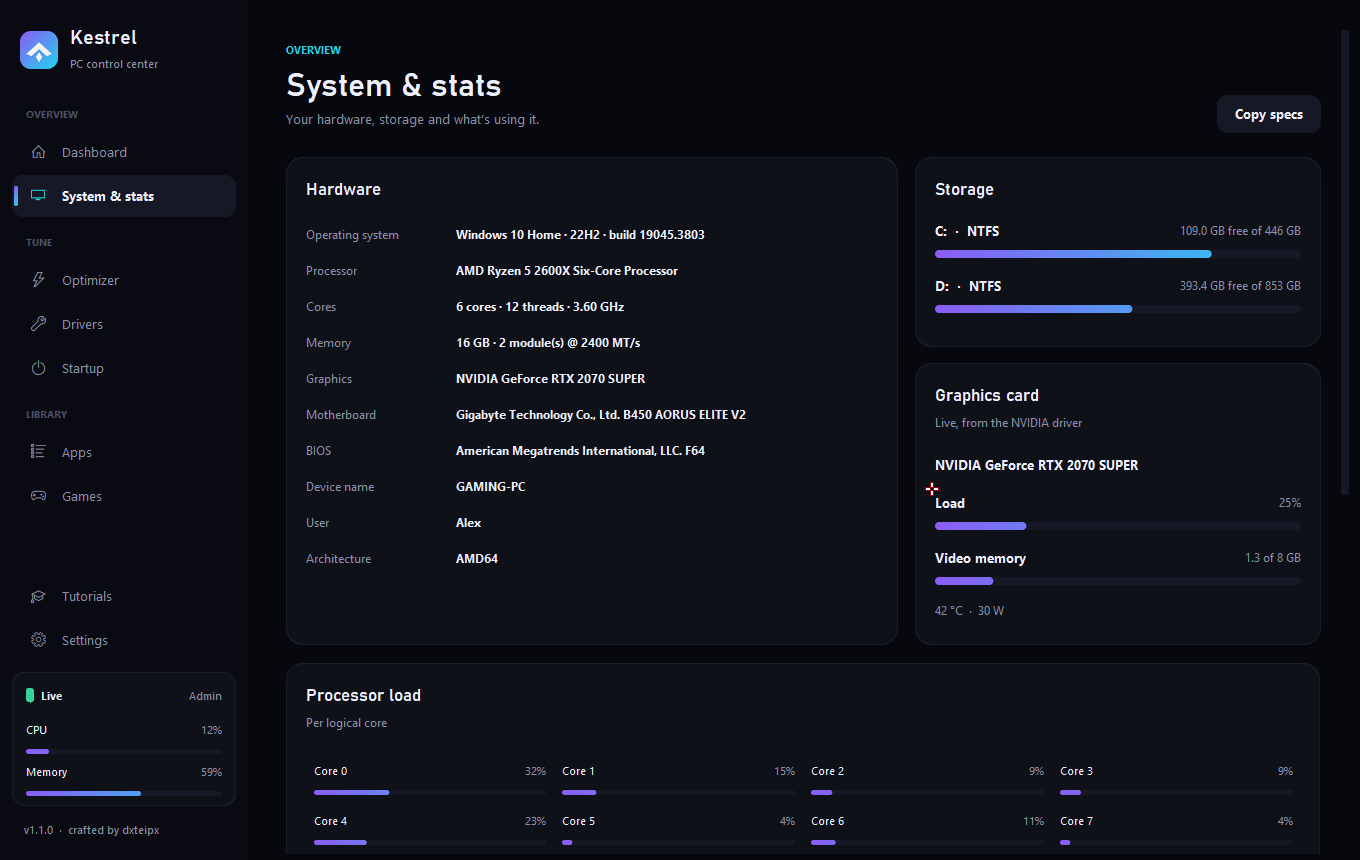 Kestrel
PC control center
OVERVIEW
Dashboard
System & stats
TUNE
Optimizer
Drivers
Startup
LIBRARY
Apps
Games
Tutorials
Settings
Live Admin
CPU 12%
Memory 59%
v1.1.0 · crafted by dxteipx
OVERVIEW
System & stats
Your hardware, storage and what's using it.
Copy specs
Hardware
Operating system Windows 10 Home · 22H2 · build 19045.3803
Processor AMD Ryzen 5 2600X Six-Core Processor
Cores 6 cores · 12 threads · 3.60 GHz
Memory 16 GB · 2 module(s) @ 2400 MT/s
Graphics NVIDIA GeForce RTX 2070 SUPER
Motherboard Gigabyte Technology Co., Ltd. B450 AORUS ELITE V2
BIOS American Megatrends International, LLC. F64
Device name GAMING-PC
User Alex
Architecture AMD64
Storage
C: · NTFS 109.0 GB free of 446 GB
D: · NTFS 393.4 GB free of 853 GB
Graphics card
Live, from the NVIDIA driver
NVIDIA GeForce RTX 2070 SUPER
Load 25%
Video memory 1.3 of 8 GB
42 °C · 30 W
Processor load
Per logical core
Core 0 32% Core 1 15% Core 2 9% Core 3 9%
Core 4 23% Core 5 4% Core 6 11% Core 7 4%